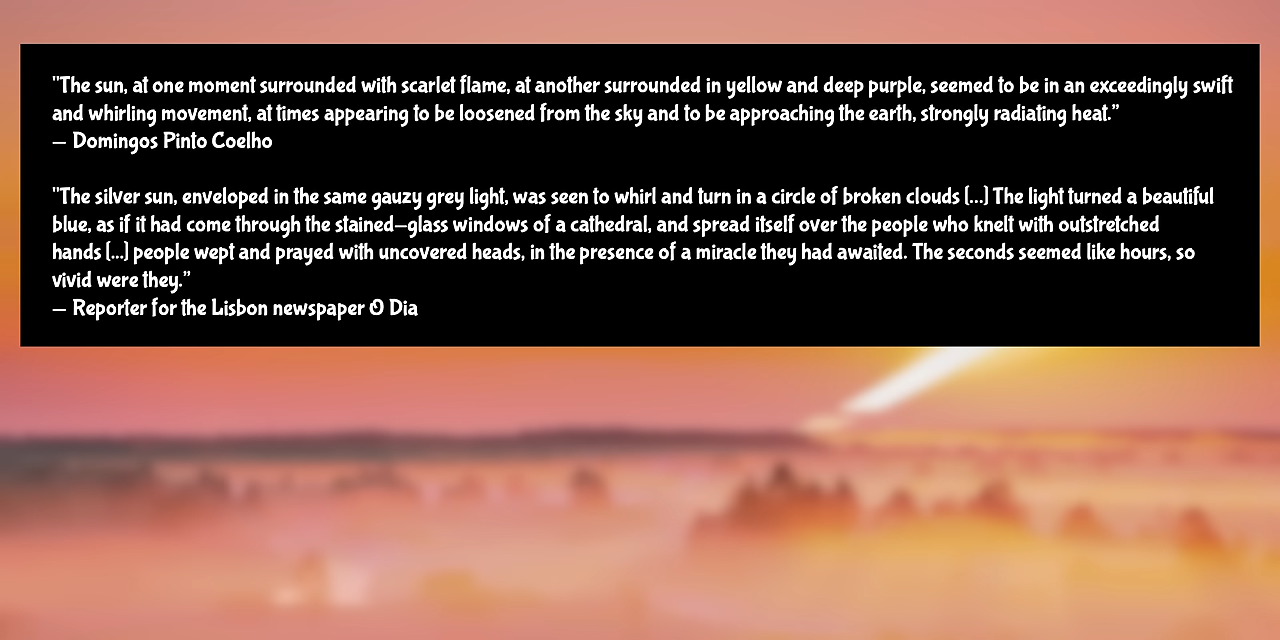 "The sun, at one moment surrounded with scarlet flame, at another surrounded in yellow and deep purple, seemed to be in an exceedingly swift
and whirling movement, at times appearing to be loosened from the sky and to be approaching the earth, strongly radiating heat.”
— Domingos Pinto Coelho
"The silver sun, enveloped in the same gauzy grey light, was seen to whirl and turn in a circle of broken clouds (...) The light turned a beautiful
blue, as if it had come through the stained—glass windows of a cathedral, and spread itself over the people who knelt with outstretched
hands (...) people wept and prayed with uncovered heads, in the presence of a miracle they had awaited. The seconds seemed like hours, so
vivid were they.”
— Reporter for the Lisbon newspaper O Dia